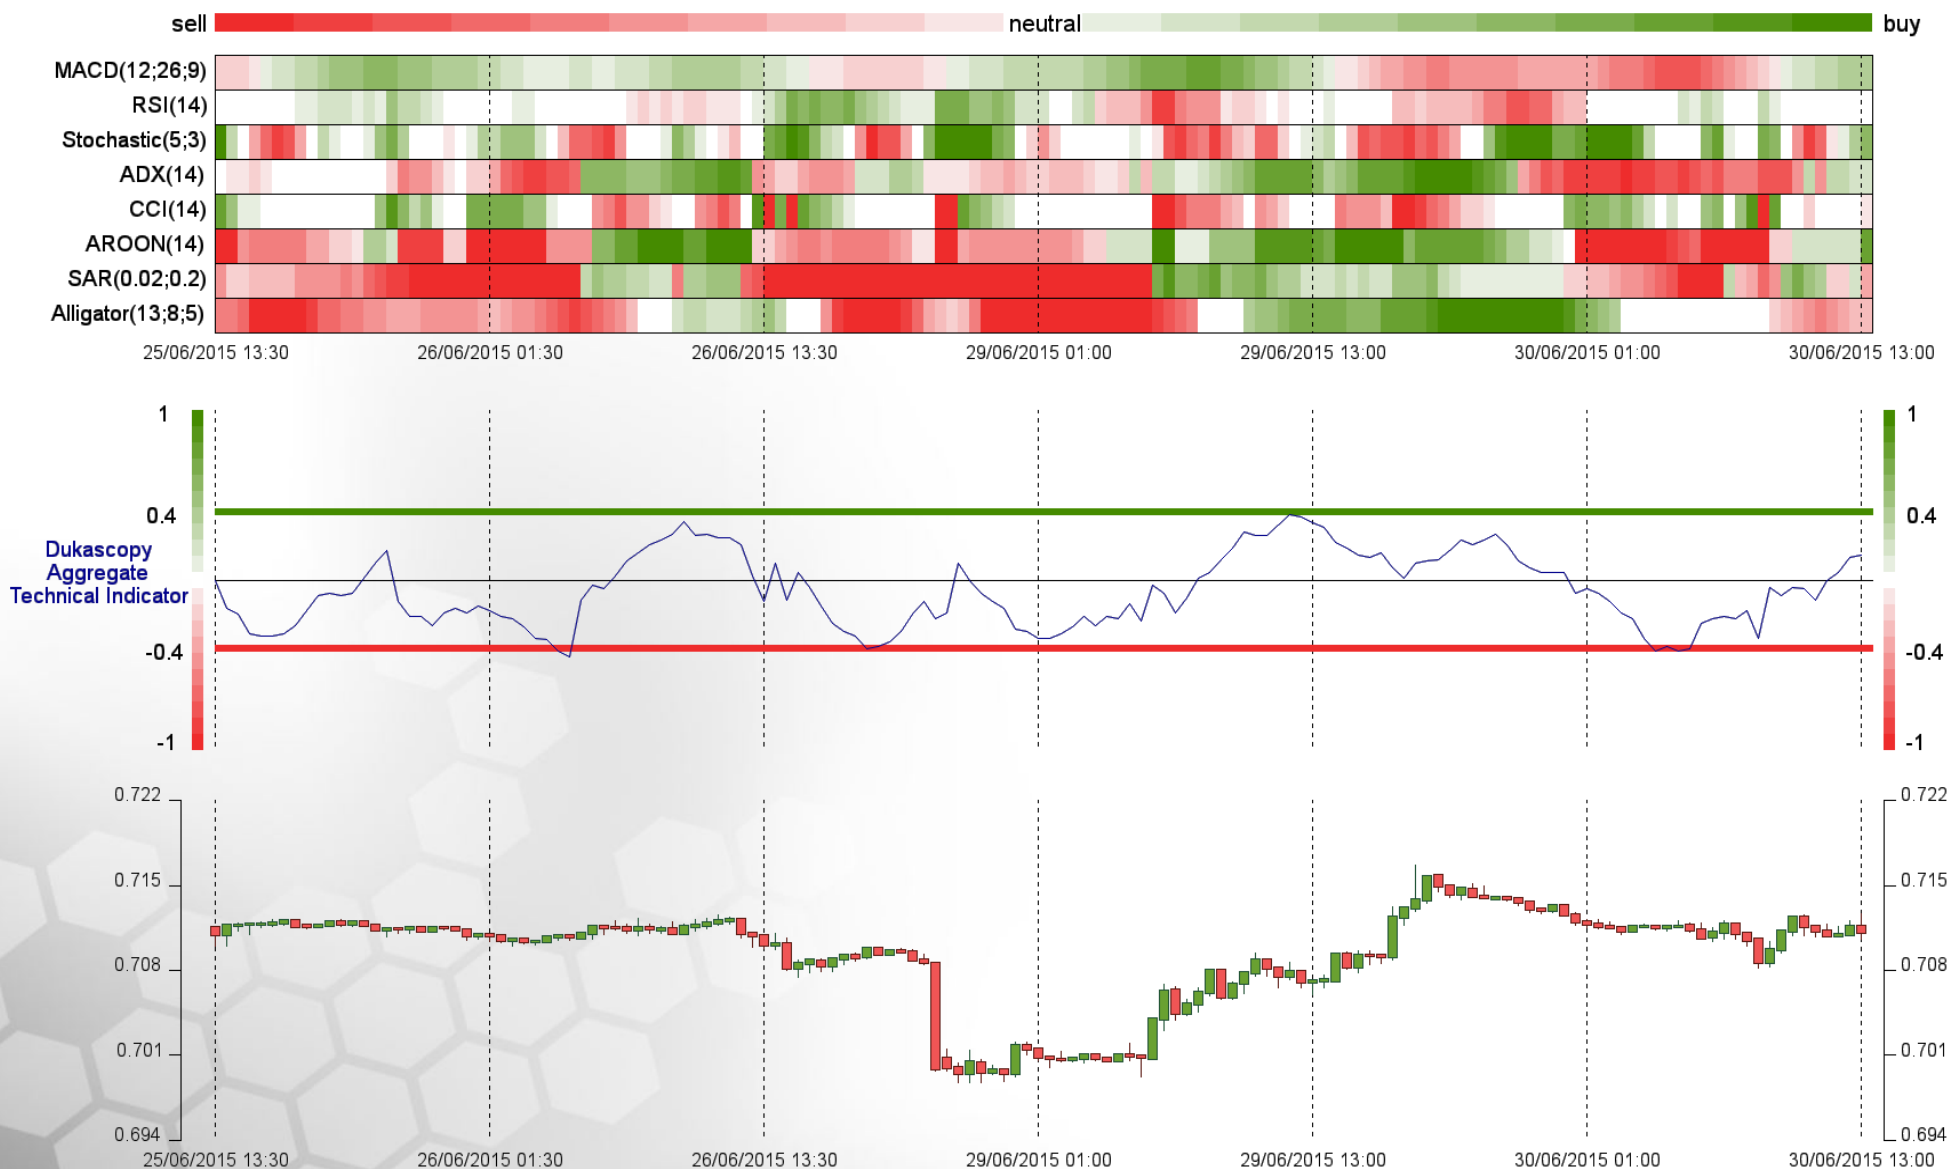 sell neutral buy
MACD(12;26;9)
RSI(14)
Stochastic(5;3)
ADX(14)
CCI(14)
AROON(14)
SAR(0.02;0.2)
Alligator(13;8;5)
25/06/2015 13:30 26/06/2015 01:30 26/06/2015 13:30 29/06/2015 01:00 29/06/2015 13:00 30/06/2015 01:00 30/06/2015 13:00
1 1
0.4 0.4
Dukascopy
Aggregate
Technical Indicator
-0.4 -0.4
-1 -1
0.722 0.722
0.715 0.715
0.708 0.708
0.701 0.701
0.694 0.694
25/06/2015 13:30 26/06/2015 01:30 26/06/2015 13:30 29/06/2015 01:00 29/06/2015 13:00 30/06/2015 01:00 30/06/2015 13:00